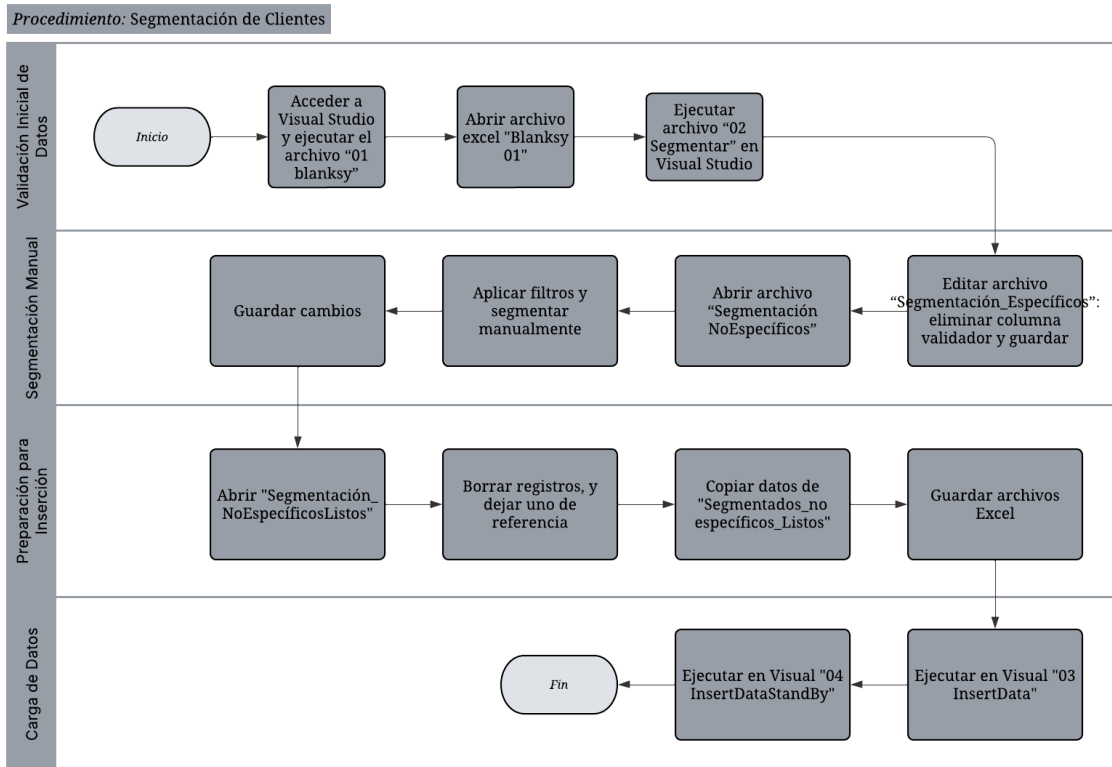 Procedimiento: Segmentación de Clientes
Validación Inicial de
Datos
Inicio
Acceder a
Visual Studio
y ejecutar el
archivo “01
blanksy”
Abrir archivo
excel "Blanksy
01"
Ejecutar
archivo “02
Segmentar” en
Visual Studio
Segmentación Manual
Editar archivo
“Segmentación_Específicos”:
eliminar columna
validador y guardar
Abrir archivo
“Segmentación
NoEspecíficos”
Aplicar filtros y
segmentar
manualmente
Guardar cambios
Preparación para
Inserción
Abrir "Segmentación_
NoEspecíficosListos"
Borrar registros, y
dejar uno de
referencia
Copiar datos de
"Segmentados_no
específicos_Listos"
Guardar archivos
Excel
Carga de Datos
Ejecutar en Visual "03
InsertData"
Ejecutar en Visual "04
InsertDataStandBy"
Fin